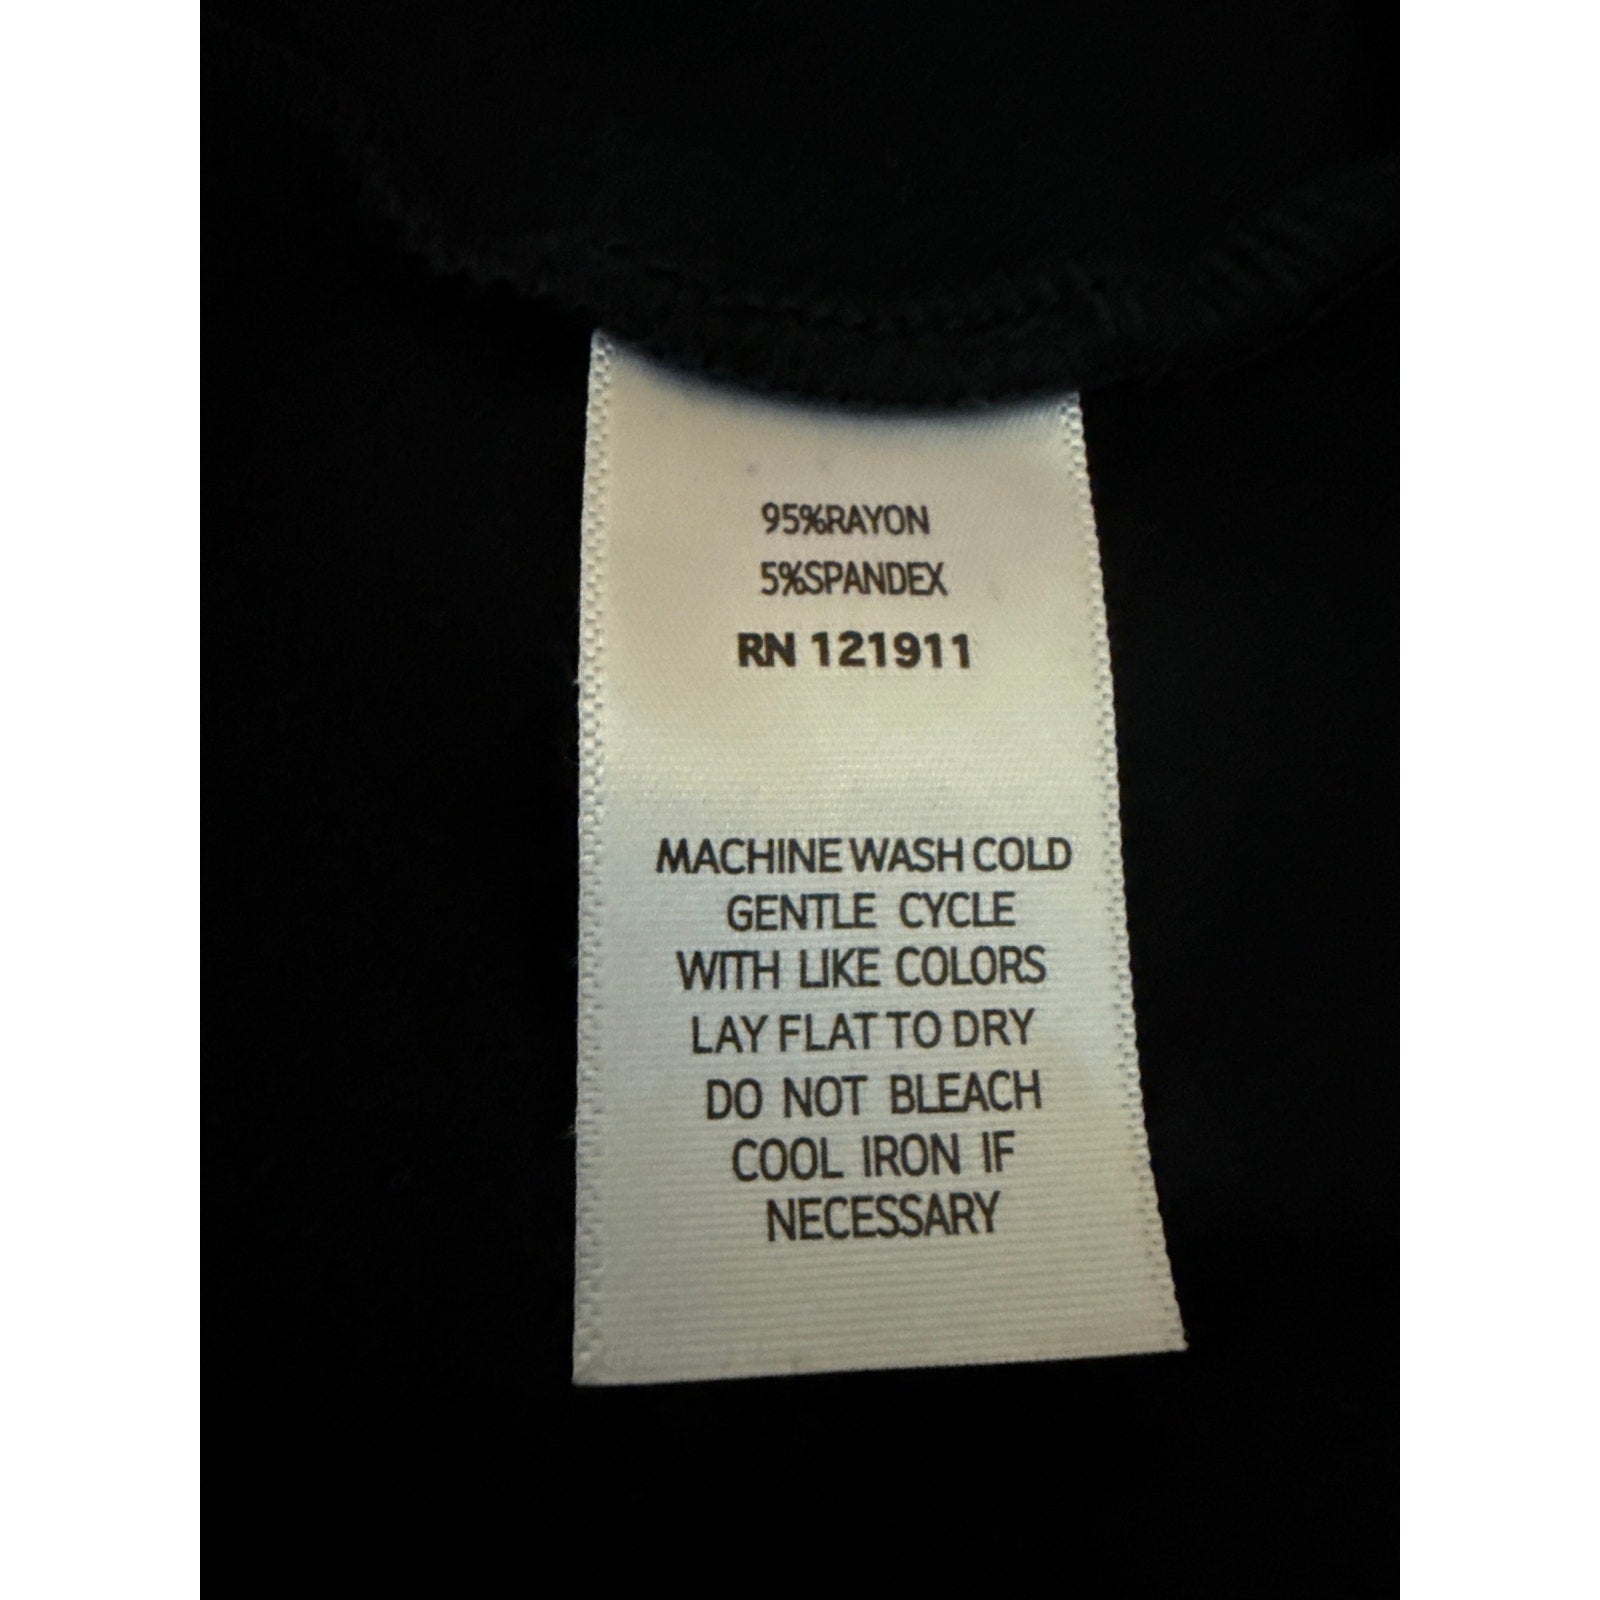 95%RAYON
5%SPANDEX
RN 121911
MACHINE WASH COLD
GENTLE CYCLE
WITH LIKE COLORS
LAY FLAT TO DRY
DO NOT BLEACH
COOL IRON IF
NECESSARY